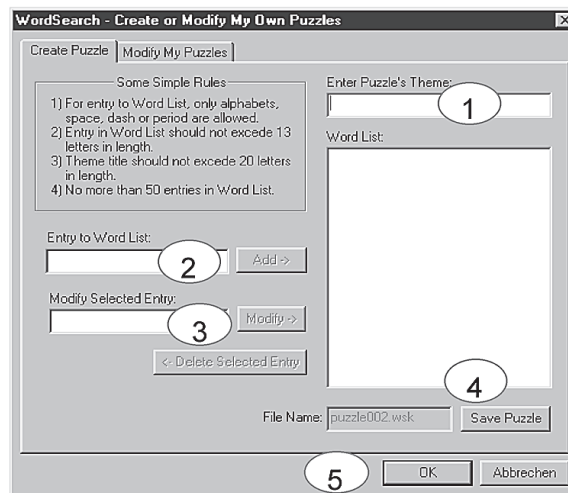 WordSearch - Create or Modify My Own Puzzles
Create Puzzle
Modify My Puzzles
Some Simple Rules
1) For entry to Word List, only alphabets,
space, dash or period are allowed.
2) Entry in Word List should not excede 13
letters in length.
3) Theme title should not excede 20 letters
in length.
4) No more than 50 entries in Word List.
Enter Puzzle's Theme:
1
Word List:
Entry to Word List:
2
Add ->
Modify Selected Entry:
3
Modify ->
<- Delete Selected Entry
4
File Name: puzzle002.wsk
Save Puzzle
5
OK
Abbrechen